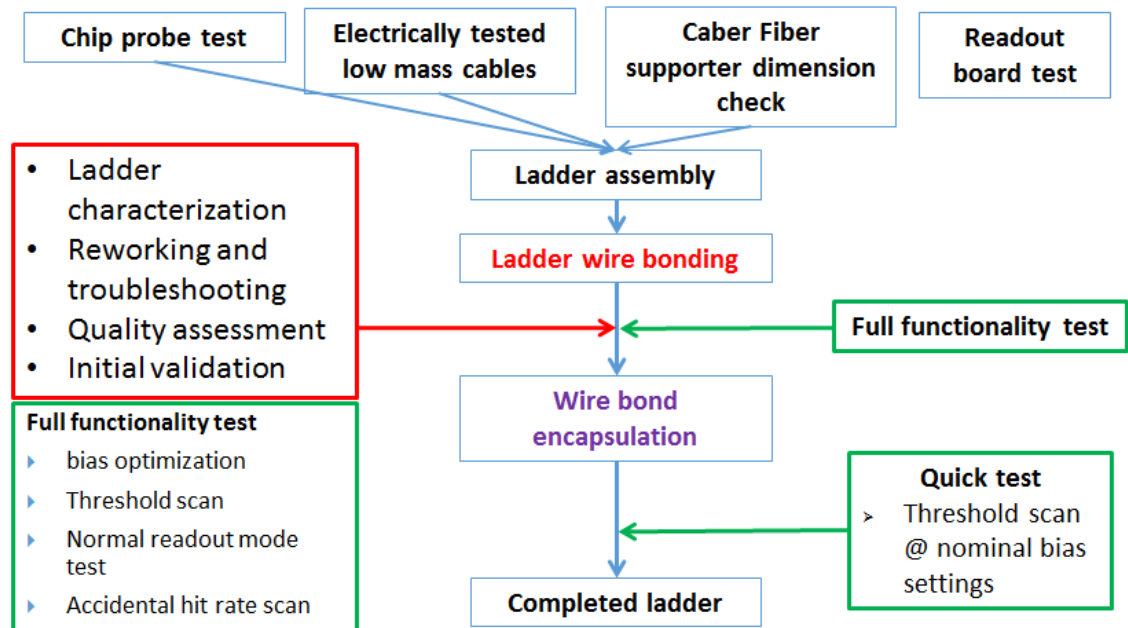 Chip probe test
Electrically tested
low mass cables
Caber Fiber
supporter dimension
check
Readout
board test
• Ladder
characterization
• Reworking and
troubleshooting
• Quality assessment
• Initial validation
Ladder assembly
Ladder wire bonding
Full functionality test
Wire bond
encapsulation
Full functionality test
bias optimization
Threshold scan
Normal readout mode
test
Accidental hit rate scan
Quick test
➢ Threshold scan
@ nominal bias
settings
Completed ladder